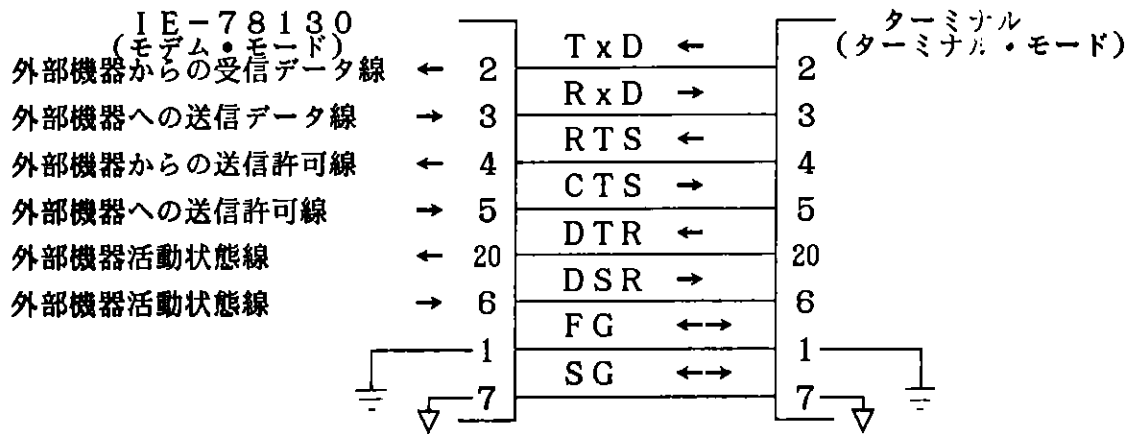 IE-78130 ターミナル
(モデム・モード) (ターミナル・モード)
TxD ←
外部機器からの受信データ線 ← 2 2
RxD →
外部機器への送信データ線 → 3 3
RTS ←
外部機器からの送信許可線 ← 4 4
CTS →
外部機器への送信許可線 → 5 5
DTR ←
外部機器活動状態線 ← 20 20
DSR →
外部機器活動状態線 → 6 6
FG ←→
1 1
SG ←→
7 7